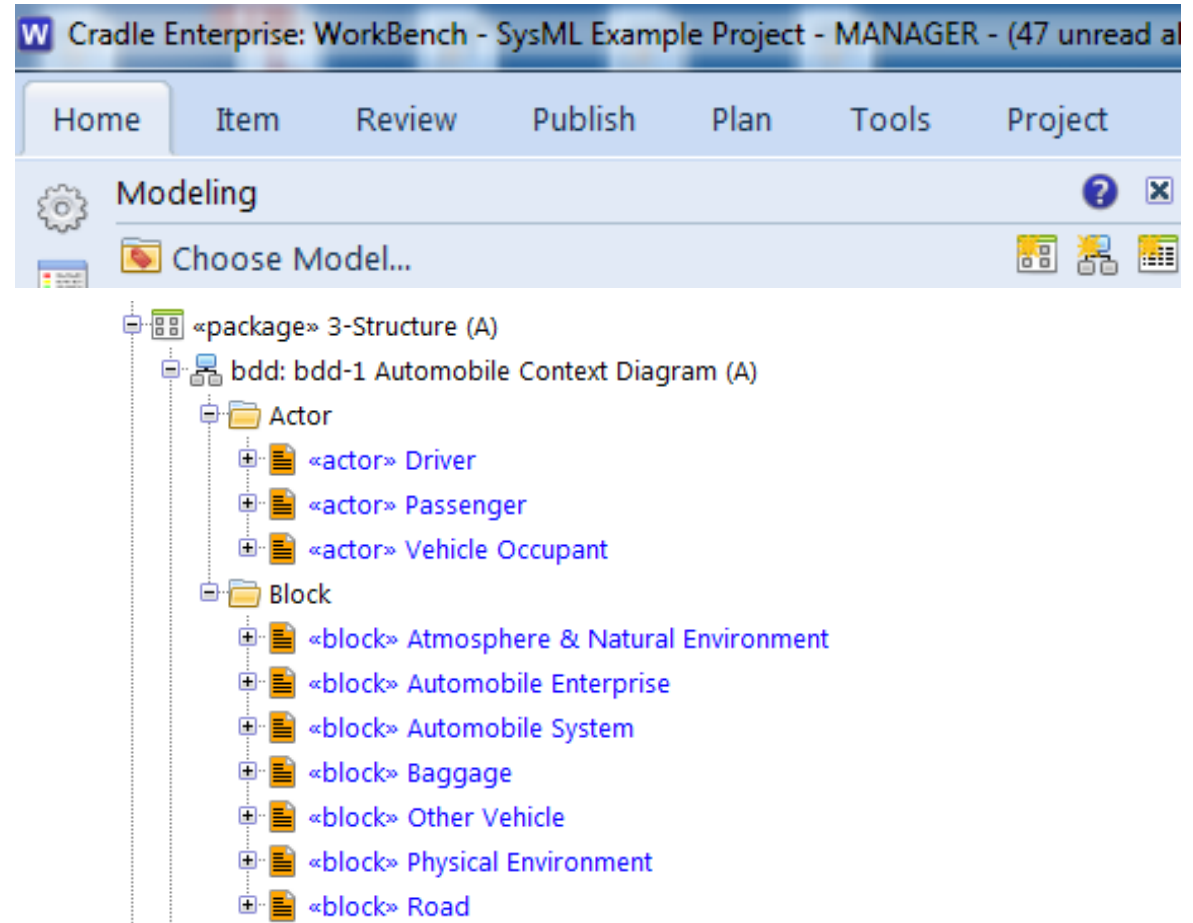 W Cradle Enterprise: WorkBench - SysML Example Project - MANAGER - (47 unread al
Home Item Review Publish Plan Tools Project
Modeling
Choose Model...
«package» 3-Structure (A)
bdd: bdd-1 Automobile Context Diagram (A)
Actor
«actor» Driver
«actor» Passenger
«actor» Vehicle Occupant
Block
«block» Atmosphere & Natural Environment
«block» Automobile Enterprise
«block» Automobile System
«block» Baggage
«block» Other Vehicle
«block» Physical Environment
«block» Road